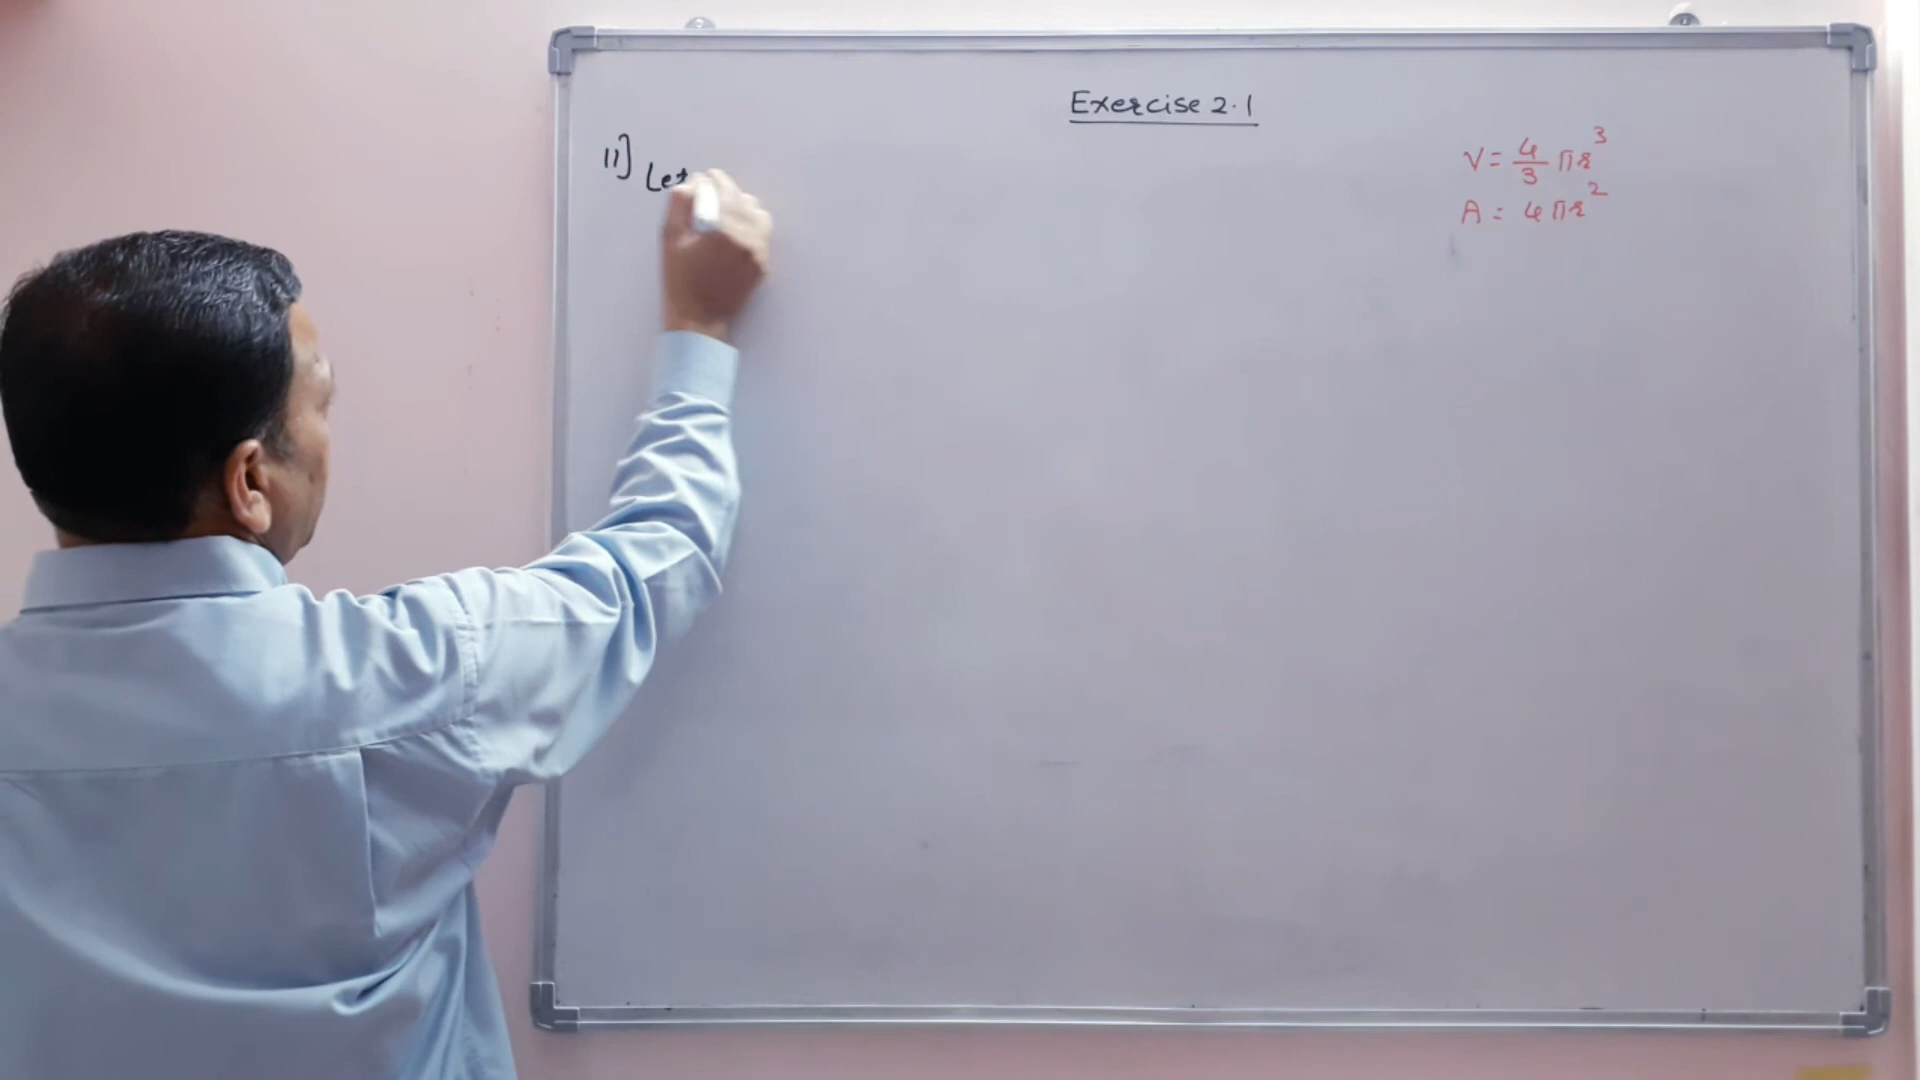 Exercise 2.1
11] Let
V = 4/3 πr³
A = 4πr²